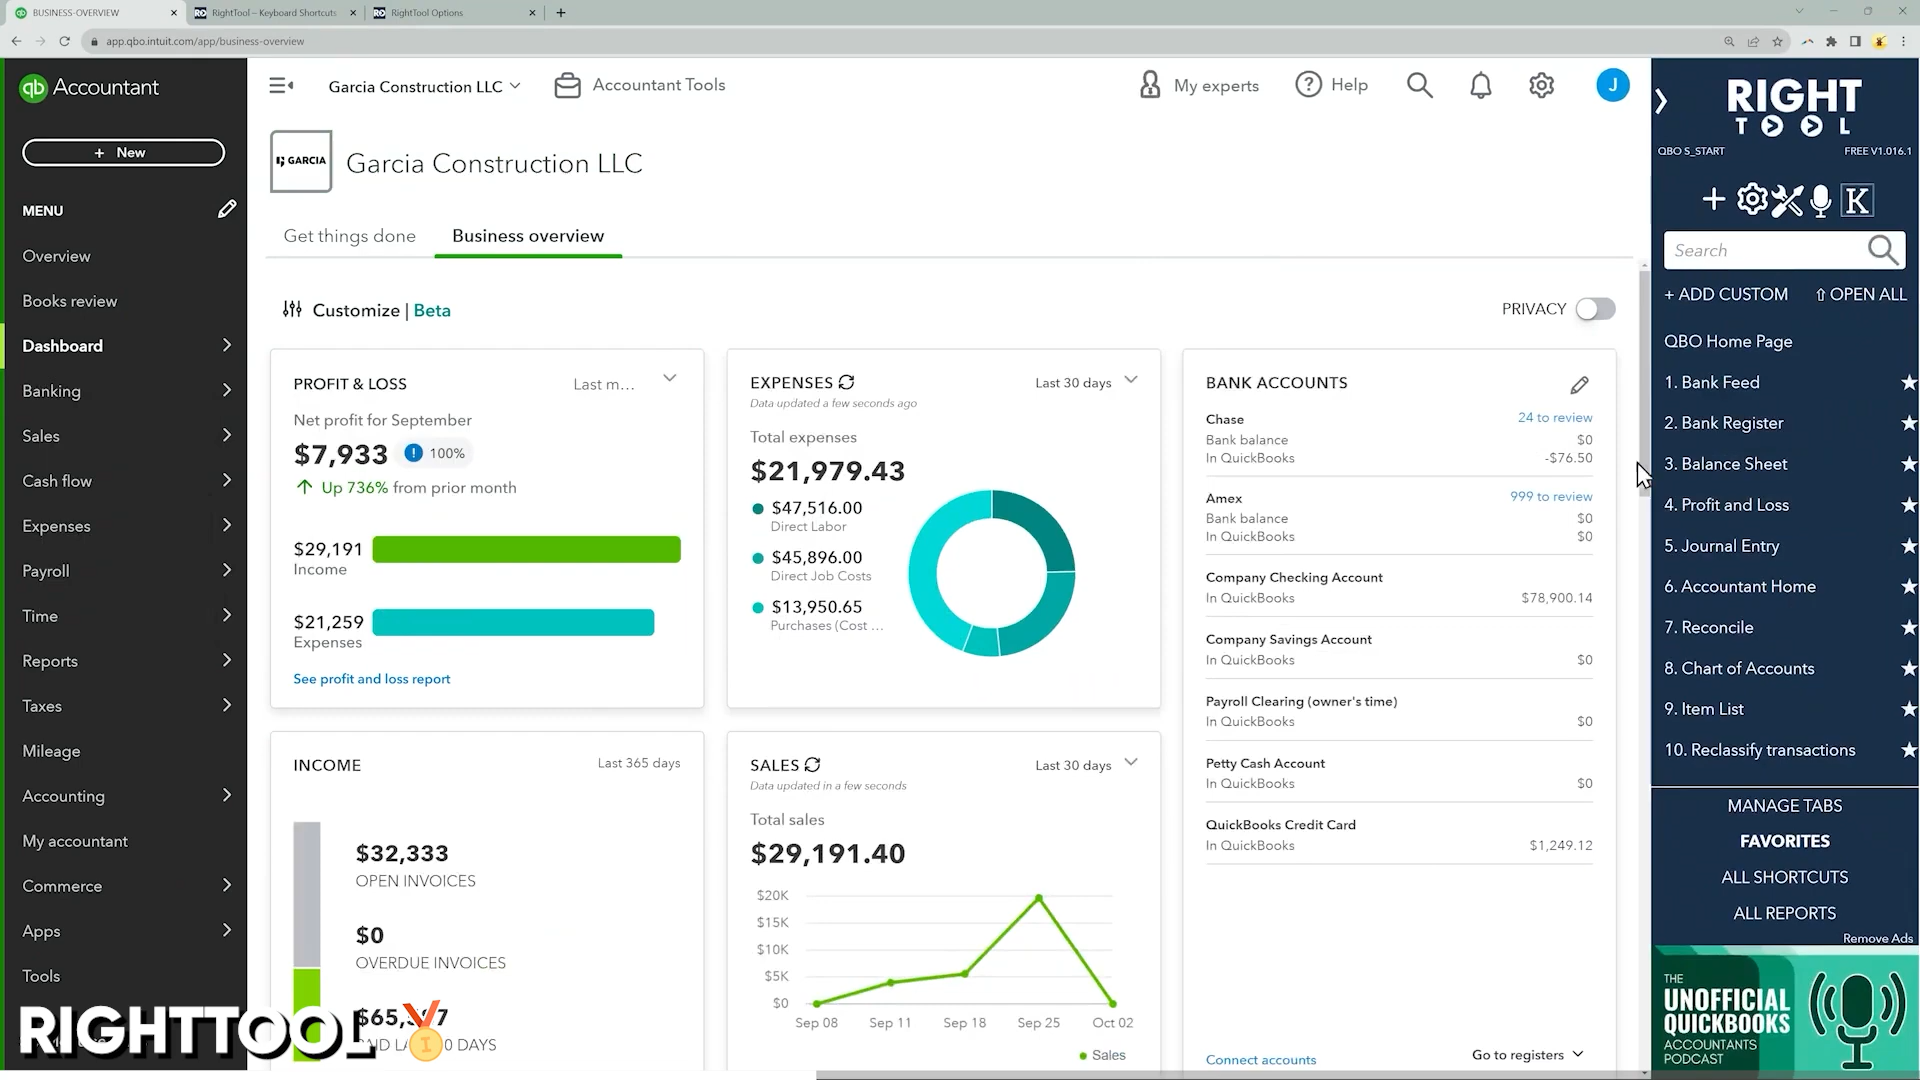 BUSINESS-OVERVIEW
RightTool – Keyboard Shortcuts
RightTool Options
app.qbo.intuit.com/app/business-overview
qb Accountant
+ New
MENU
Overview
Books review
Dashboard
Banking
Sales
Cash flow
Expenses
Payroll
Time
Reports
Taxes
Mileage
Accounting
My accountant
Commerce
Apps
Tools
RIGHTTOOL
Garcia Construction LLC
Accountant Tools
My experts
Help
J
GARCIA
Garcia Construction LLC
Get things done
Business overview
Customize | Beta
PRIVACY
PROFIT & LOSS
Last m...
Net profit for September
$7,933
100%
Up 736% from prior month
$29,191
Income
$21,259
Expenses
See profit and loss report
EXPENSES
Last 30 days
Data updated a few seconds ago
Total expenses
$21,979.43
$47,516.00
Direct Labor
$45,896.00
Direct Job Costs
$13,950.65
Purchases (Cost ...
BANK ACCOUNTS
Chase
24 to review
Bank balance
$0
In QuickBooks
-$76.50
Amex
999 to review
Bank balance
$0
In QuickBooks
$0
Company Checking Account
In QuickBooks
$78,900.14
Company Savings Account
In QuickBooks
$0
Payroll Clearing (owner's time)
In QuickBooks
$0
Petty Cash Account
In QuickBooks
$0
QuickBooks Credit Card
In QuickBooks
$1,249.12
Connect accounts
Go to registers
INCOME
Last 365 days
$32,333
OPEN INVOICES
$0
OVERDUE INVOICES
SALES
Last 30 days
Data updated in a few seconds
Total sales
$29,191.40
$20K
$15K
$10K
$5K
$0
Sep 08
Sep 11
Sep 18
Sep 25
Oct 02
Sales
RIGHT
TOOL
QBO S_START
FREE V1.016.1
K
Search
+ ADD CUSTOM
⇧ OPEN ALL
QBO Home Page
1. Bank Feed
2. Bank Register
3. Balance Sheet
4. Profit and Loss
5. Journal Entry
6. Accountant Home
7. Reconcile
8. Chart of Accounts
9. Item List
10. Reclassify transactions
MANAGE TABS
FAVORITES
ALL SHORTCUTS
ALL REPORTS
Remove Ads
THE
UNOFFICIAL
QUICKBOOKS
ACCOUNTANTS
PODCAST